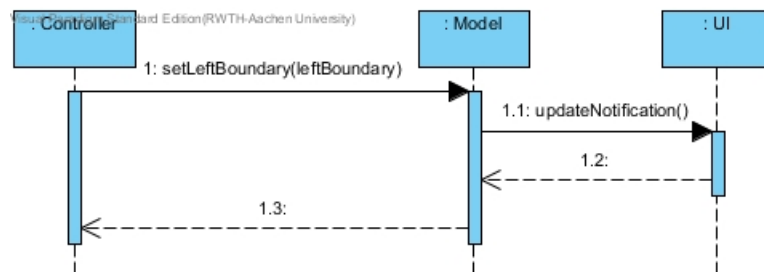 Visual Paradigm Standard Edition(RWTH-Aachen University)
: Controller
: Model
: UI
1: setLeftBoundary(leftBoundary)
1.1: updateNotification()
1.2:
1.3: